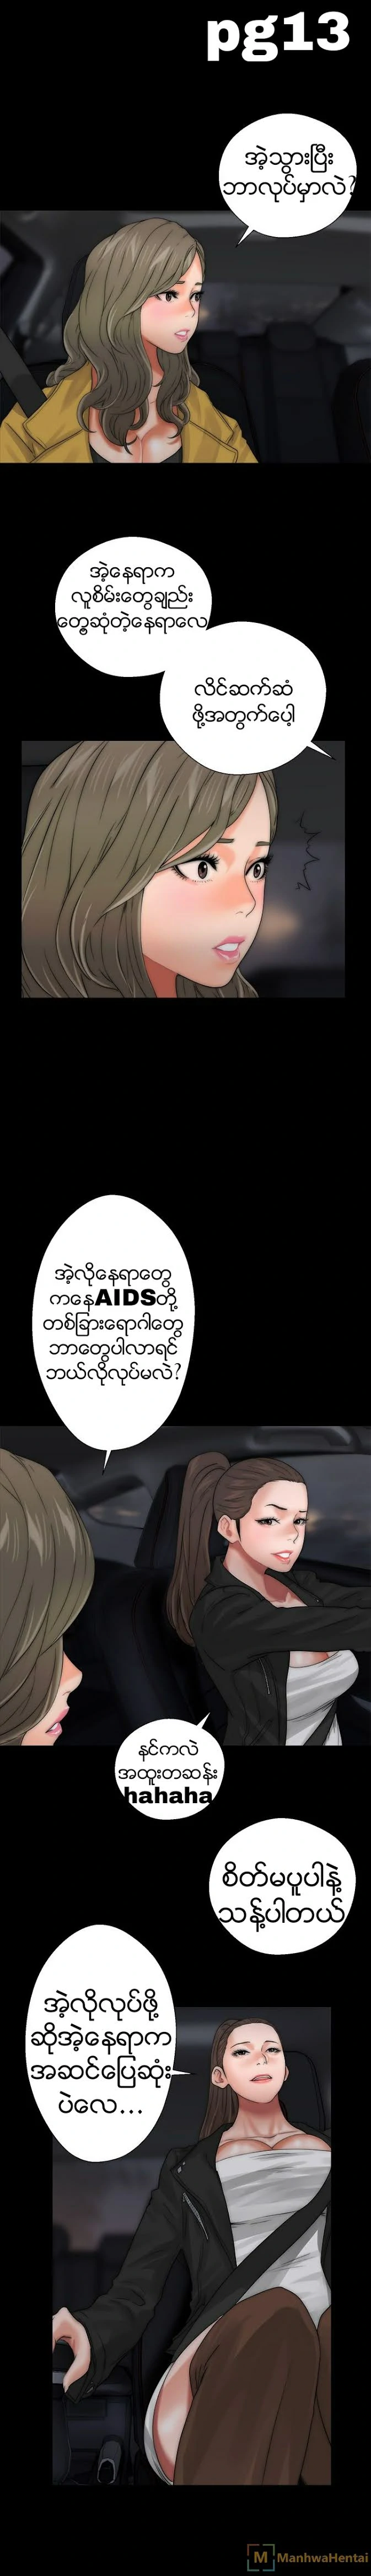 pg13
အဲ့သွားပြီး
ဘာလုပ်မှာလဲ?
အဲ့နေရာက
လူစိမ်းတွေချည်း
တွေ့ဆုံတဲ့နေရာလေ
လိင်ဆက်ဆံ
ဖို့အတွက်ပေါ့
အဲ့လိုနေရာတွေ
ကနေAIDSတို့
တစ်ခြားရောဂါတွေ
ဘာတွေပါလာရင်
ဘယ်လိုလုပ်မလဲ?
နင်ကလဲ
အထူးတဆန်း
hahaha
စိတ်မပူပါနဲ့
သန့်ပါတယ်
အဲ့လိုလုပ်ဖို့
ဆိုအဲ့နေရာက
အဆင်ပြေဆုံး
ပဲလေ...
M ManhwaHentai